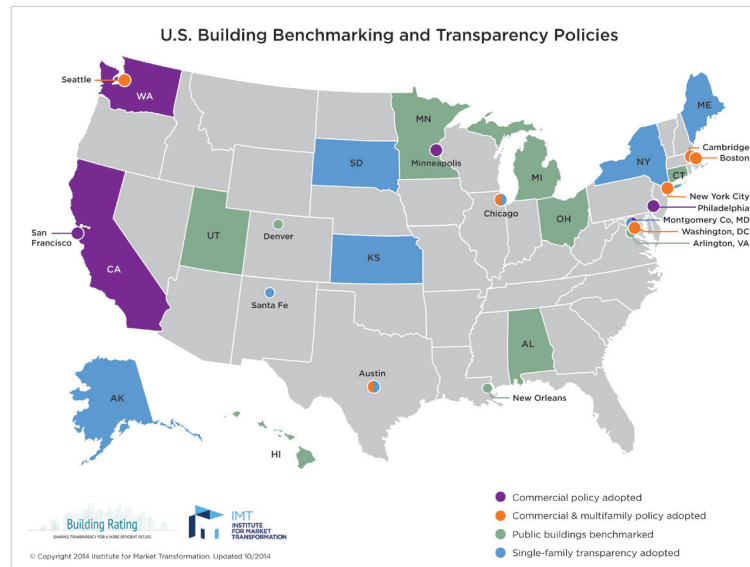 U.S. Building Benchmarking and Transparency Policies
Seattle
WA
ME
MN
Cambridge
Boston
SD
Minneapolis
NY
MI
CT
New York City
Philadelphia
Chicago
Montgomery Co, MD
Washington, DC
Arlington, VA
San
Francisco
UT
Denver
OH
CA
KS
Santa Fe
AL
Austin
New Orleans
AK
HI
Commercial policy adopted
Commercial & multifamily policy adopted
Public buildings benchmarked
Single-family transparency adopted
Building Rating
SHARING TRANSPARENCY FOR A MORE EFFICIENT FUTURE
IMT
INSTITUTE
FOR MARKET
TRANSFORMATION
© Copyright 2014 Institute for Market Transformation. Updated 10/2014